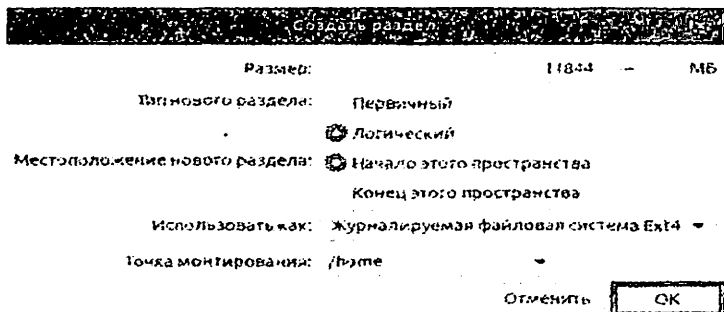 Создать раздел
Размер: 11844 – МБ
Тип нового раздела: Первичный
Логический
Местоположение нового раздела: Начало этого пространства
Конец этого пространства
Использовать как: Журналируемая файловая система Ext4
Точка монтирования: /home
Отменить OK